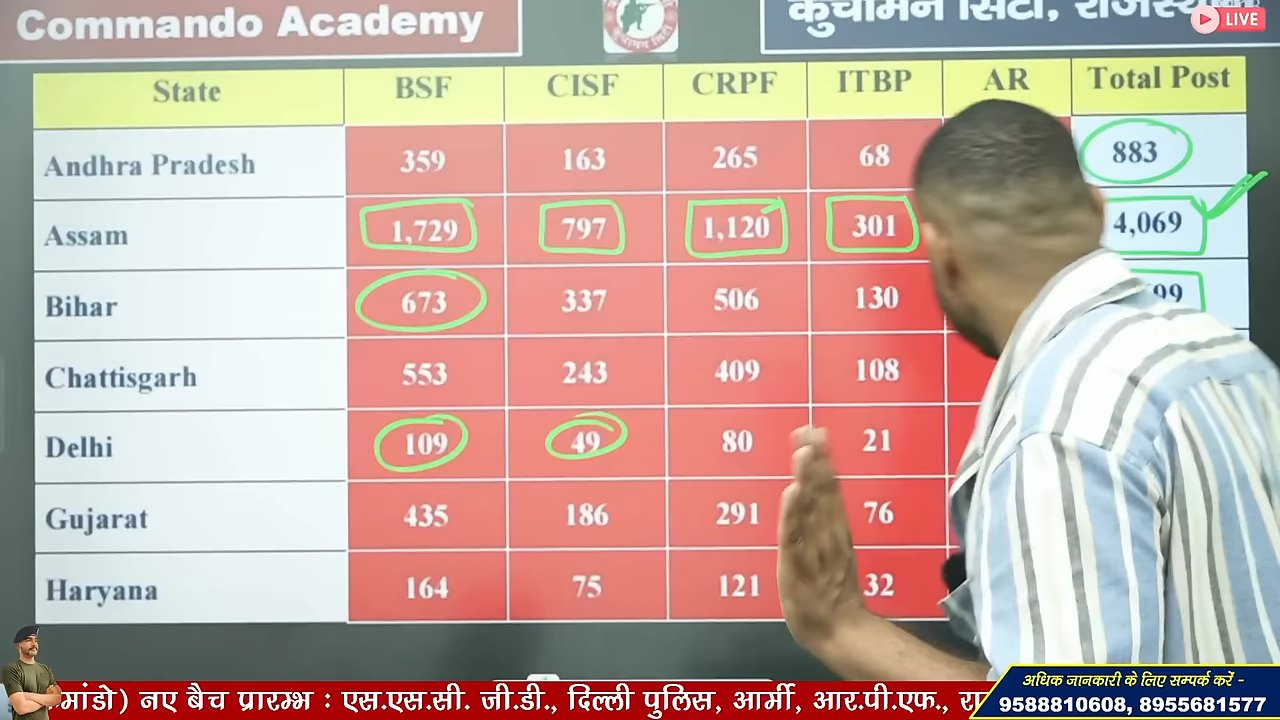 Commando Academy
कुचामन सिटी, राजस्थान
LIVE
State BSF CISF CRPF ITBP AR Total Post
Andhra Pradesh 359 163 265 68 883
Assam 1,729 797 1,120 301 4,069
Bihar 673 337 506 130
Chattisgarh 553 243 409 108
Delhi 109 49 80 21
Gujarat 435 186 291 76
Haryana 164 75 121 32
नए बैच प्रारम्भ : एस.एस.सी. जी.डी., दिल्ली पुलिस, आर्मी, आर.पी.एफ.,
अधिक जानकारी के लिए सम्पर्क करें -
9588810608, 8955681577